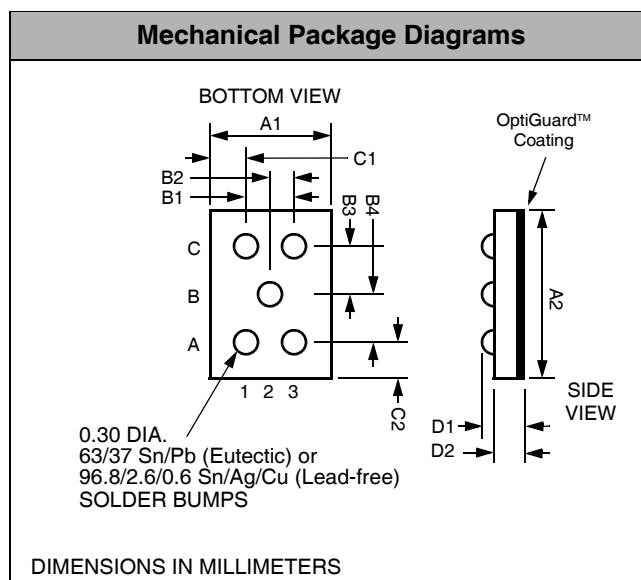 Mechanical Package Diagrams
BOTTOM VIEW
A1
OptiGuard™
Coating
C1
B2
B1
B3
B4
C
B
A
1 2 3
C2
A2
SIDE
VIEW
D1
D2
0.30 DIA.
63/37 Sn/Pb (Eutectic) or
96.8/2.6/0.6 Sn/Ag/Cu (Lead-free)
SOLDER BUMPS
DIMENSIONS IN MILLIMETERS